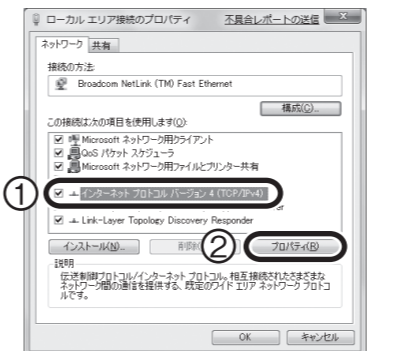 ローカル エリア接続のプロパティ
不具合レポートの送信
ネットワーク 共有
接続の方法:
Broadcom NetLink (TM) Fast Ethernet
構成(C)...
この接続は次の項目を使用します(O):
Microsoft ネットワーク用クライアント
QoS パケット スケジューラ
Microsoft ネットワーク用ファイルとプリンター共有
① インターネット プロトコル バージョン 4 (TCP/IPv4)
Link-Layer Topology Discovery Responder
インストール(N)...
② プロパティ(R)
説明
伝送制御プロトコル/インターネット プロトコル。相互接続されたさまざまな
ネットワーク間の通信を提供する、既定のワイド エリア ネットワーク プロトコ
ルです。
OK
キャンセル